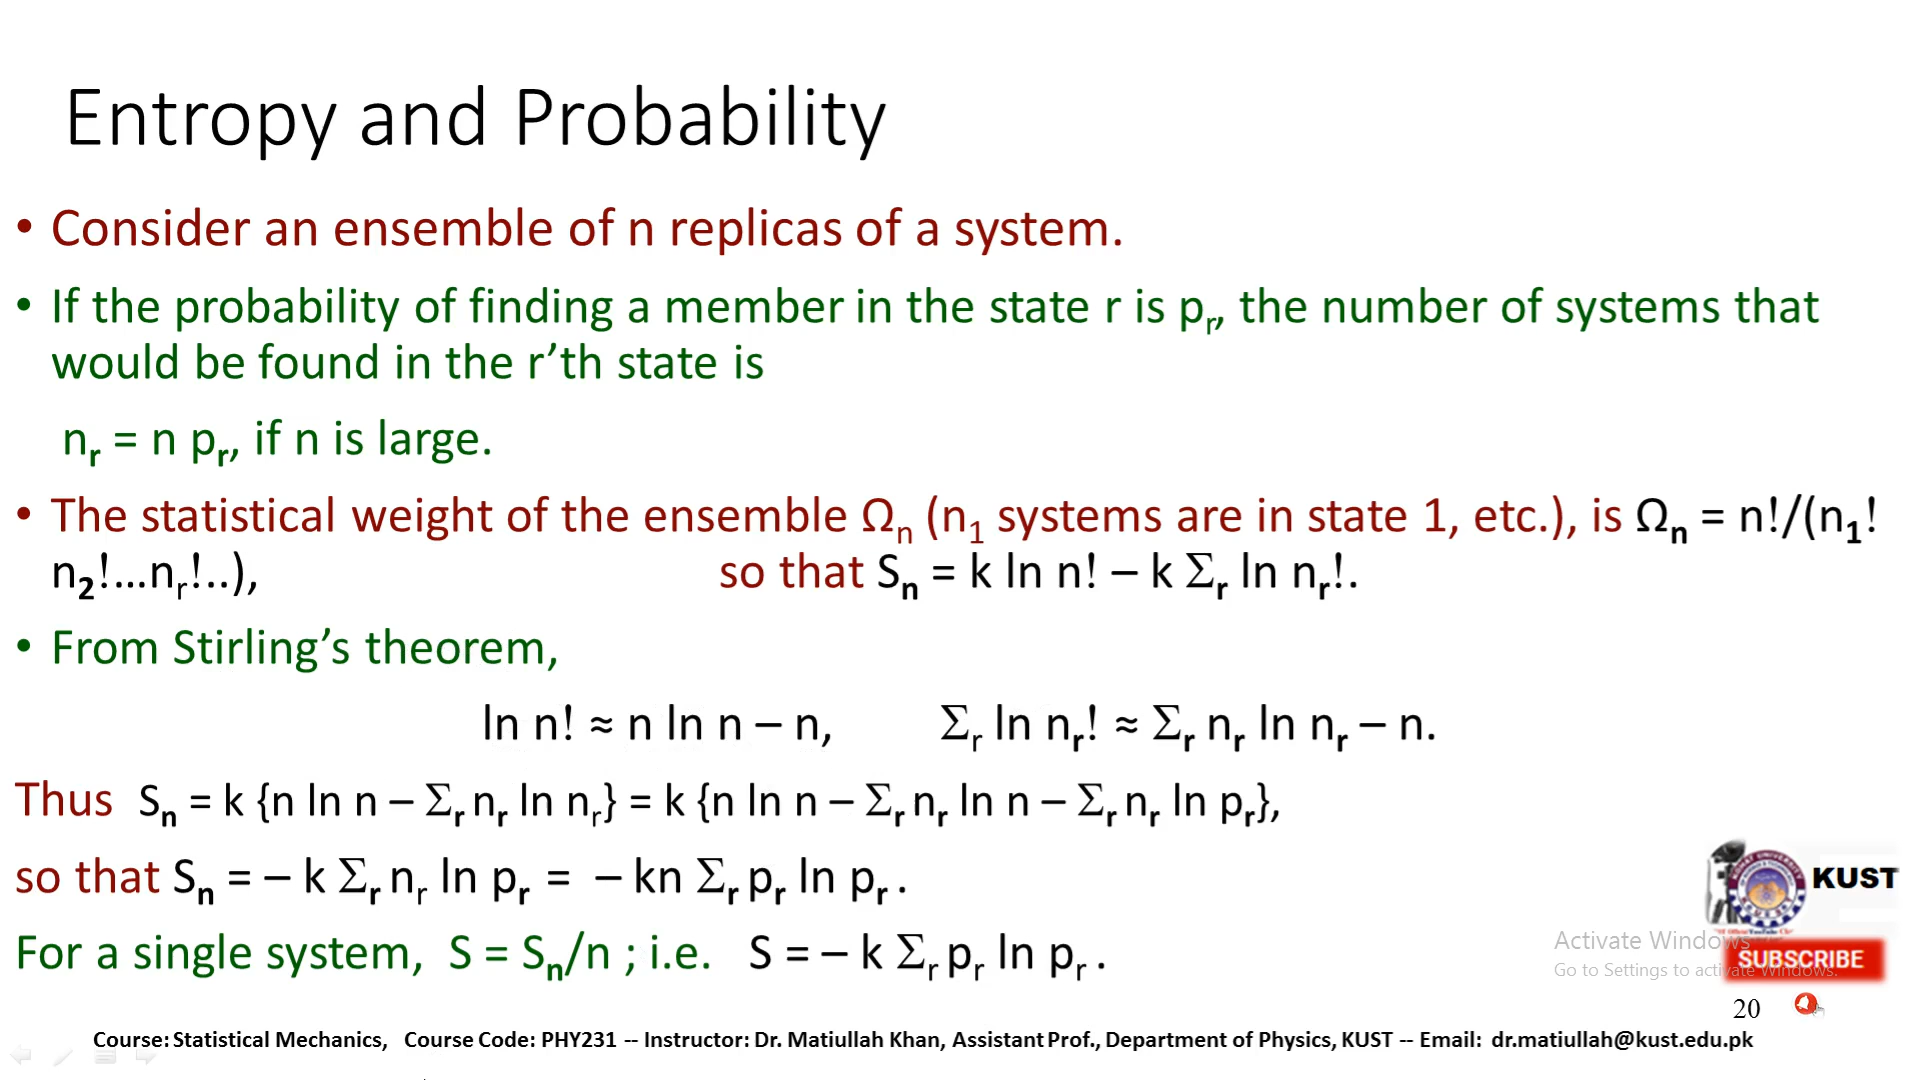 Entropy and Probability
• Consider an ensemble of n replicas of a system.
• If the probability of finding a member in the state r is pᵣ, the number of systems that
would be found in the r’th state is
nᵣ = n pᵣ, if n is large.
• The statistical weight of the ensemble Ωₙ (n₁ systems are in state 1, etc.), is Ωₙ = n!/(n₁!
n₂!…nᵣ!..), so that Sₙ = k ln n! – k Σᵣ ln nᵣ!.
• From Stirling’s theorem,
ln n! ≈ n ln n – n, Σᵣ ln nᵣ! ≈ Σᵣ nᵣ ln nᵣ – n.
Thus Sₙ = k {n ln n – Σᵣ nᵣ ln nᵣ} = k {n ln n – Σᵣ nᵣ ln n – Σᵣ nᵣ ln pᵣ},
so that Sₙ = – k Σᵣ nᵣ ln pᵣ = – kn Σᵣ pᵣ ln pᵣ .
For a single system, S = Sₙ/n ; i.e. S = – k Σᵣ pᵣ ln pᵣ .
KUST
Activate Windows
Go to Settings to activate Windows.
SUBSCRIBE
20
Course: Statistical Mechanics, Course Code: PHY231 -- Instructor: Dr. Matiullah Khan, Assistant Prof., Department of Physics, KUST -- Email: dr.matiullah@kust.edu.pk